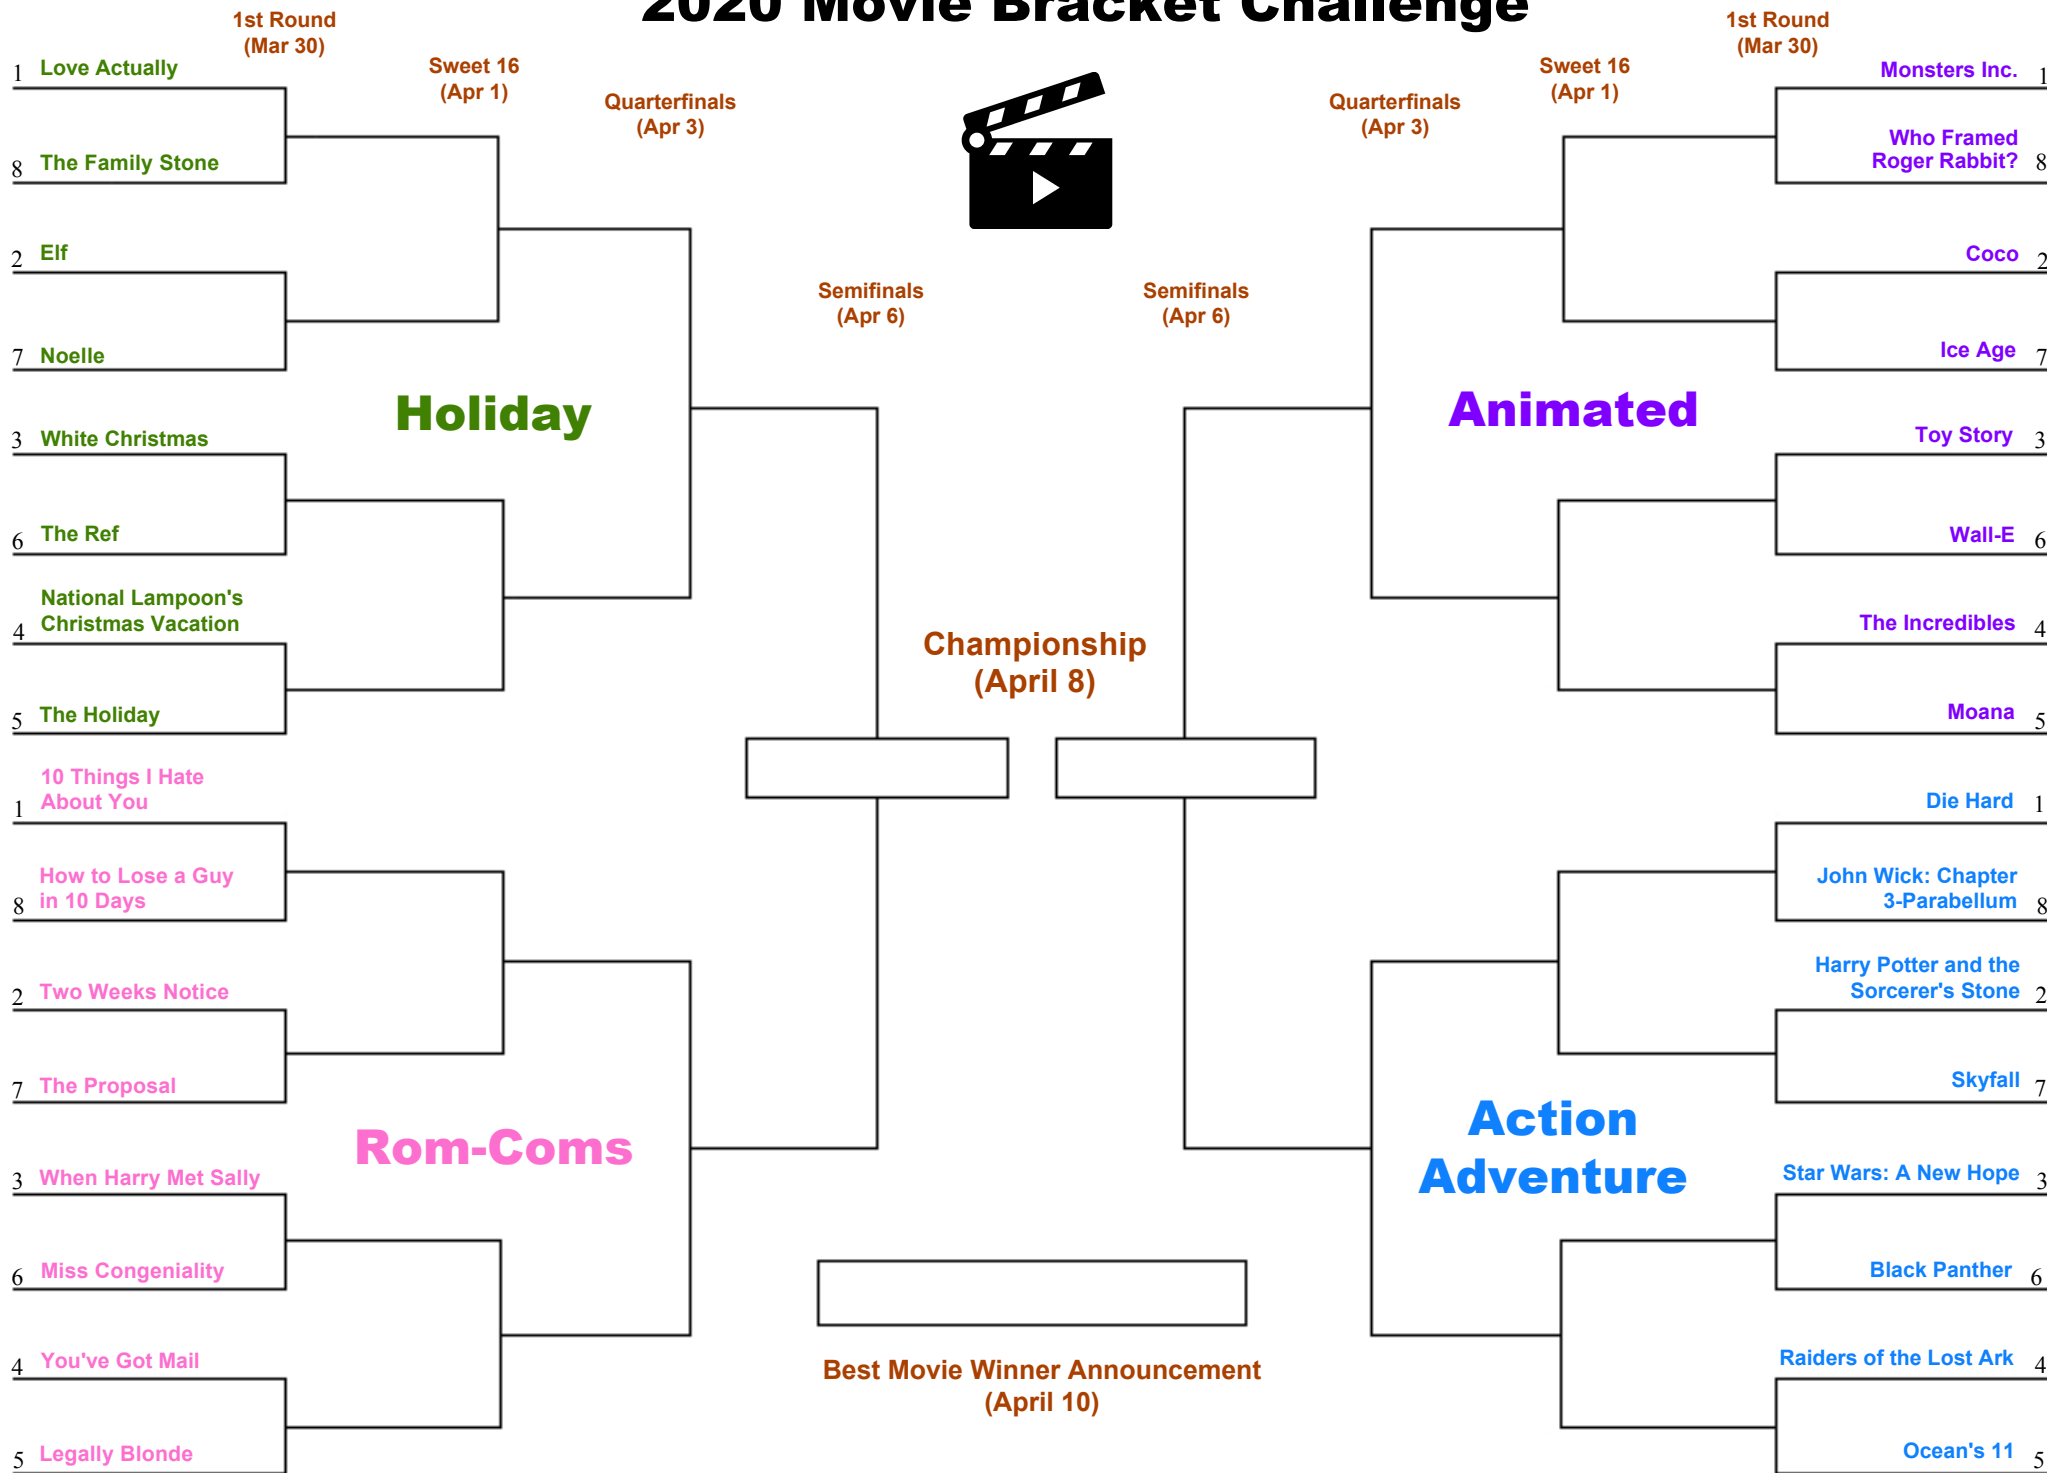 2020 Movie Bracket Challenge
1st Round
(Mar 30)
Sweet 16
(Apr 1)
Quarterfinals
(Apr 3)
Semifinals
(Apr 6)
1 Love Actually
8 The Family Stone
2 Elf
7 Noelle
Holiday
3 White Christmas
6 The Ref
National Lampoon's
4 Christmas Vacation
5 The Holiday
10 Things I Hate
1 About You
How to Lose a Guy
8 in 10 Days
2 Two Weeks Notice
7 The Proposal
Rom-Coms
3 When Harry Met Sally
6 Miss Congeniality
4 You've Got Mail
5 Legally Blonde
Championship
(April 8)
Best Movie Winner Announcement
(April 10)
Semifinals
(Apr 6)
Quarterfinals
(Apr 3)
Sweet 16
(Apr 1)
1st Round
(Mar 30)
Monsters Inc. 1
Who Framed
Roger Rabbit? 8
Coco 2
Ice Age 7
Animated
Toy Story 3
Wall-E 6
The Incredibles 4
Moana 5
Die Hard 1
John Wick: Chapter
3-Parabellum 8
Harry Potter and the
Sorcerer's Stone 2
Skyfall 7
Action
Adventure
Star Wars: A New Hope 3
Black Panther 6
Raiders of the Lost Ark 4
Ocean's 11 5